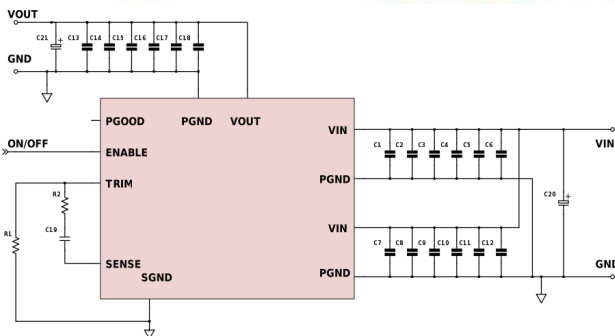 VOUT
C21 + C13 C14 C15 C16 C17 C18
GND
PGOOD PGND VOUT
ON/OFF
ENABLE
TRIM
R2
R1
C19
SENSE
SGND
VIN
C1 C2 C3 C4 C5 C6
VIN
PGND
C20 +
VIN
C7 C8 C9 C10 C11 C12
GND
PGND